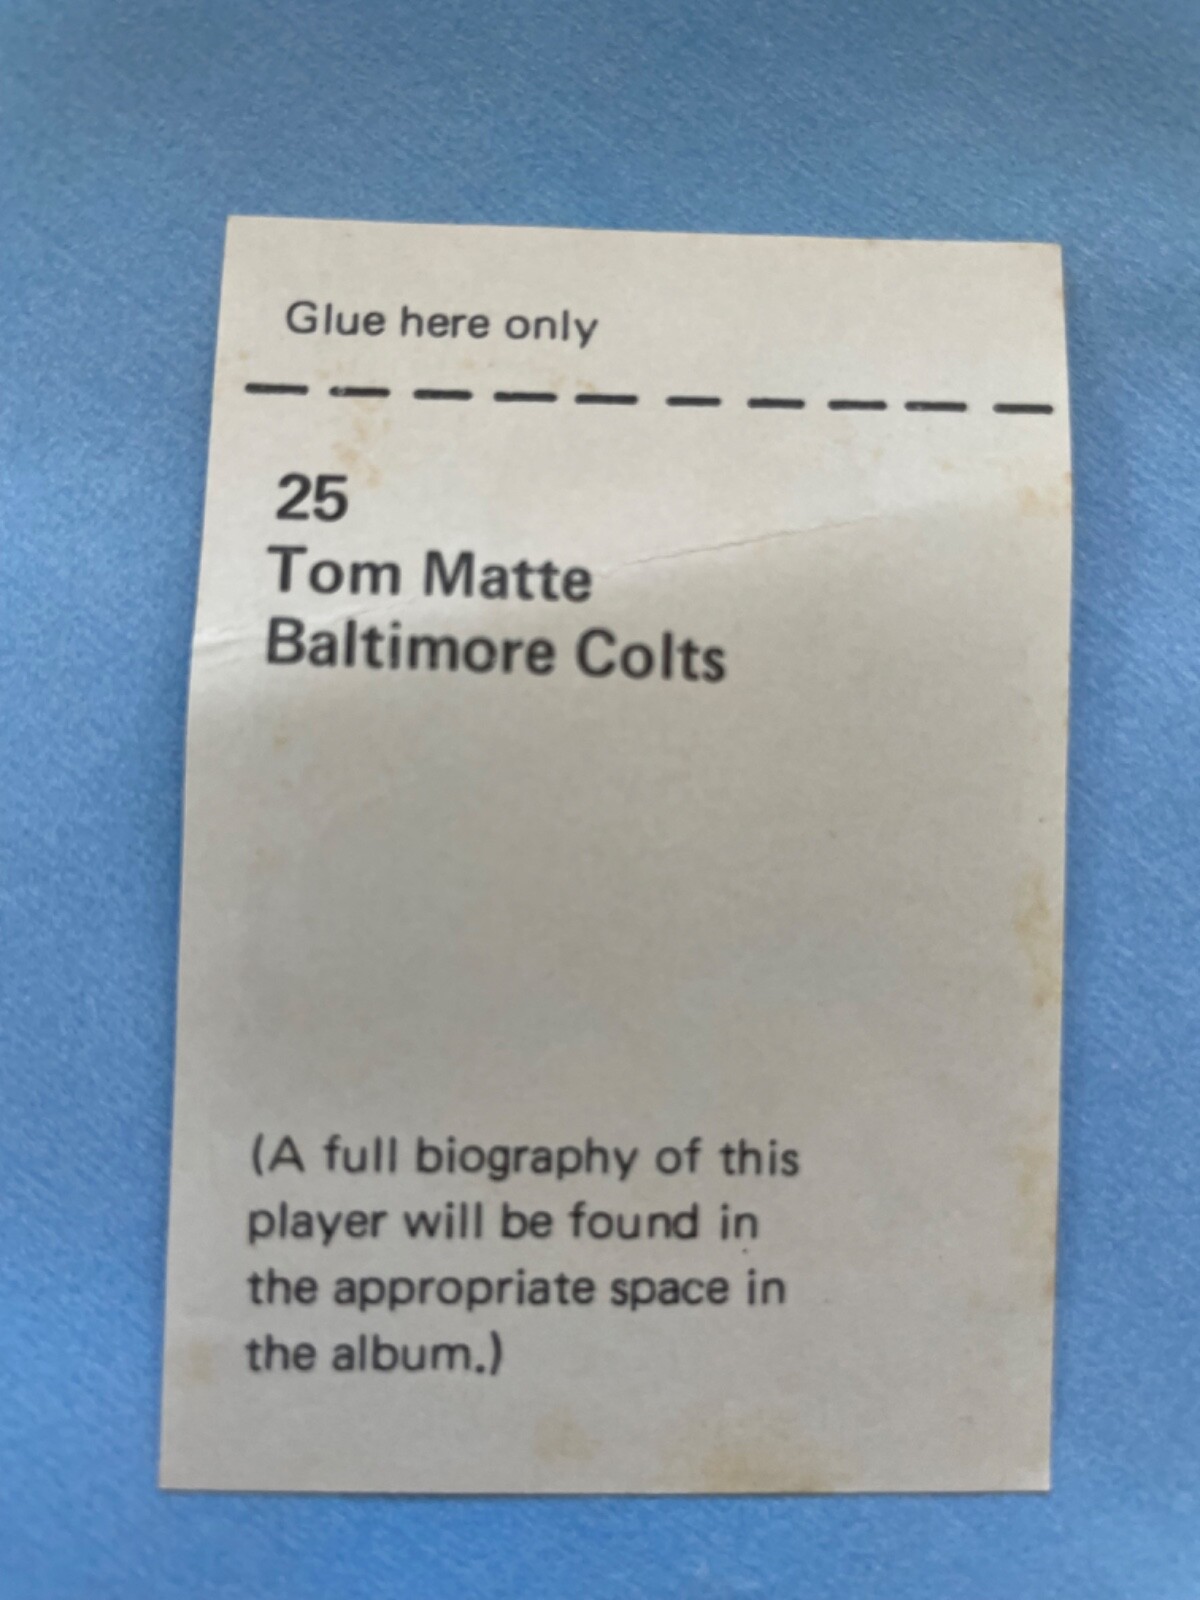 Glue here only
25
Tom Matte
Baltimore Colts
(A full biography of this
player will be found in
the appropriate space in
the album.)